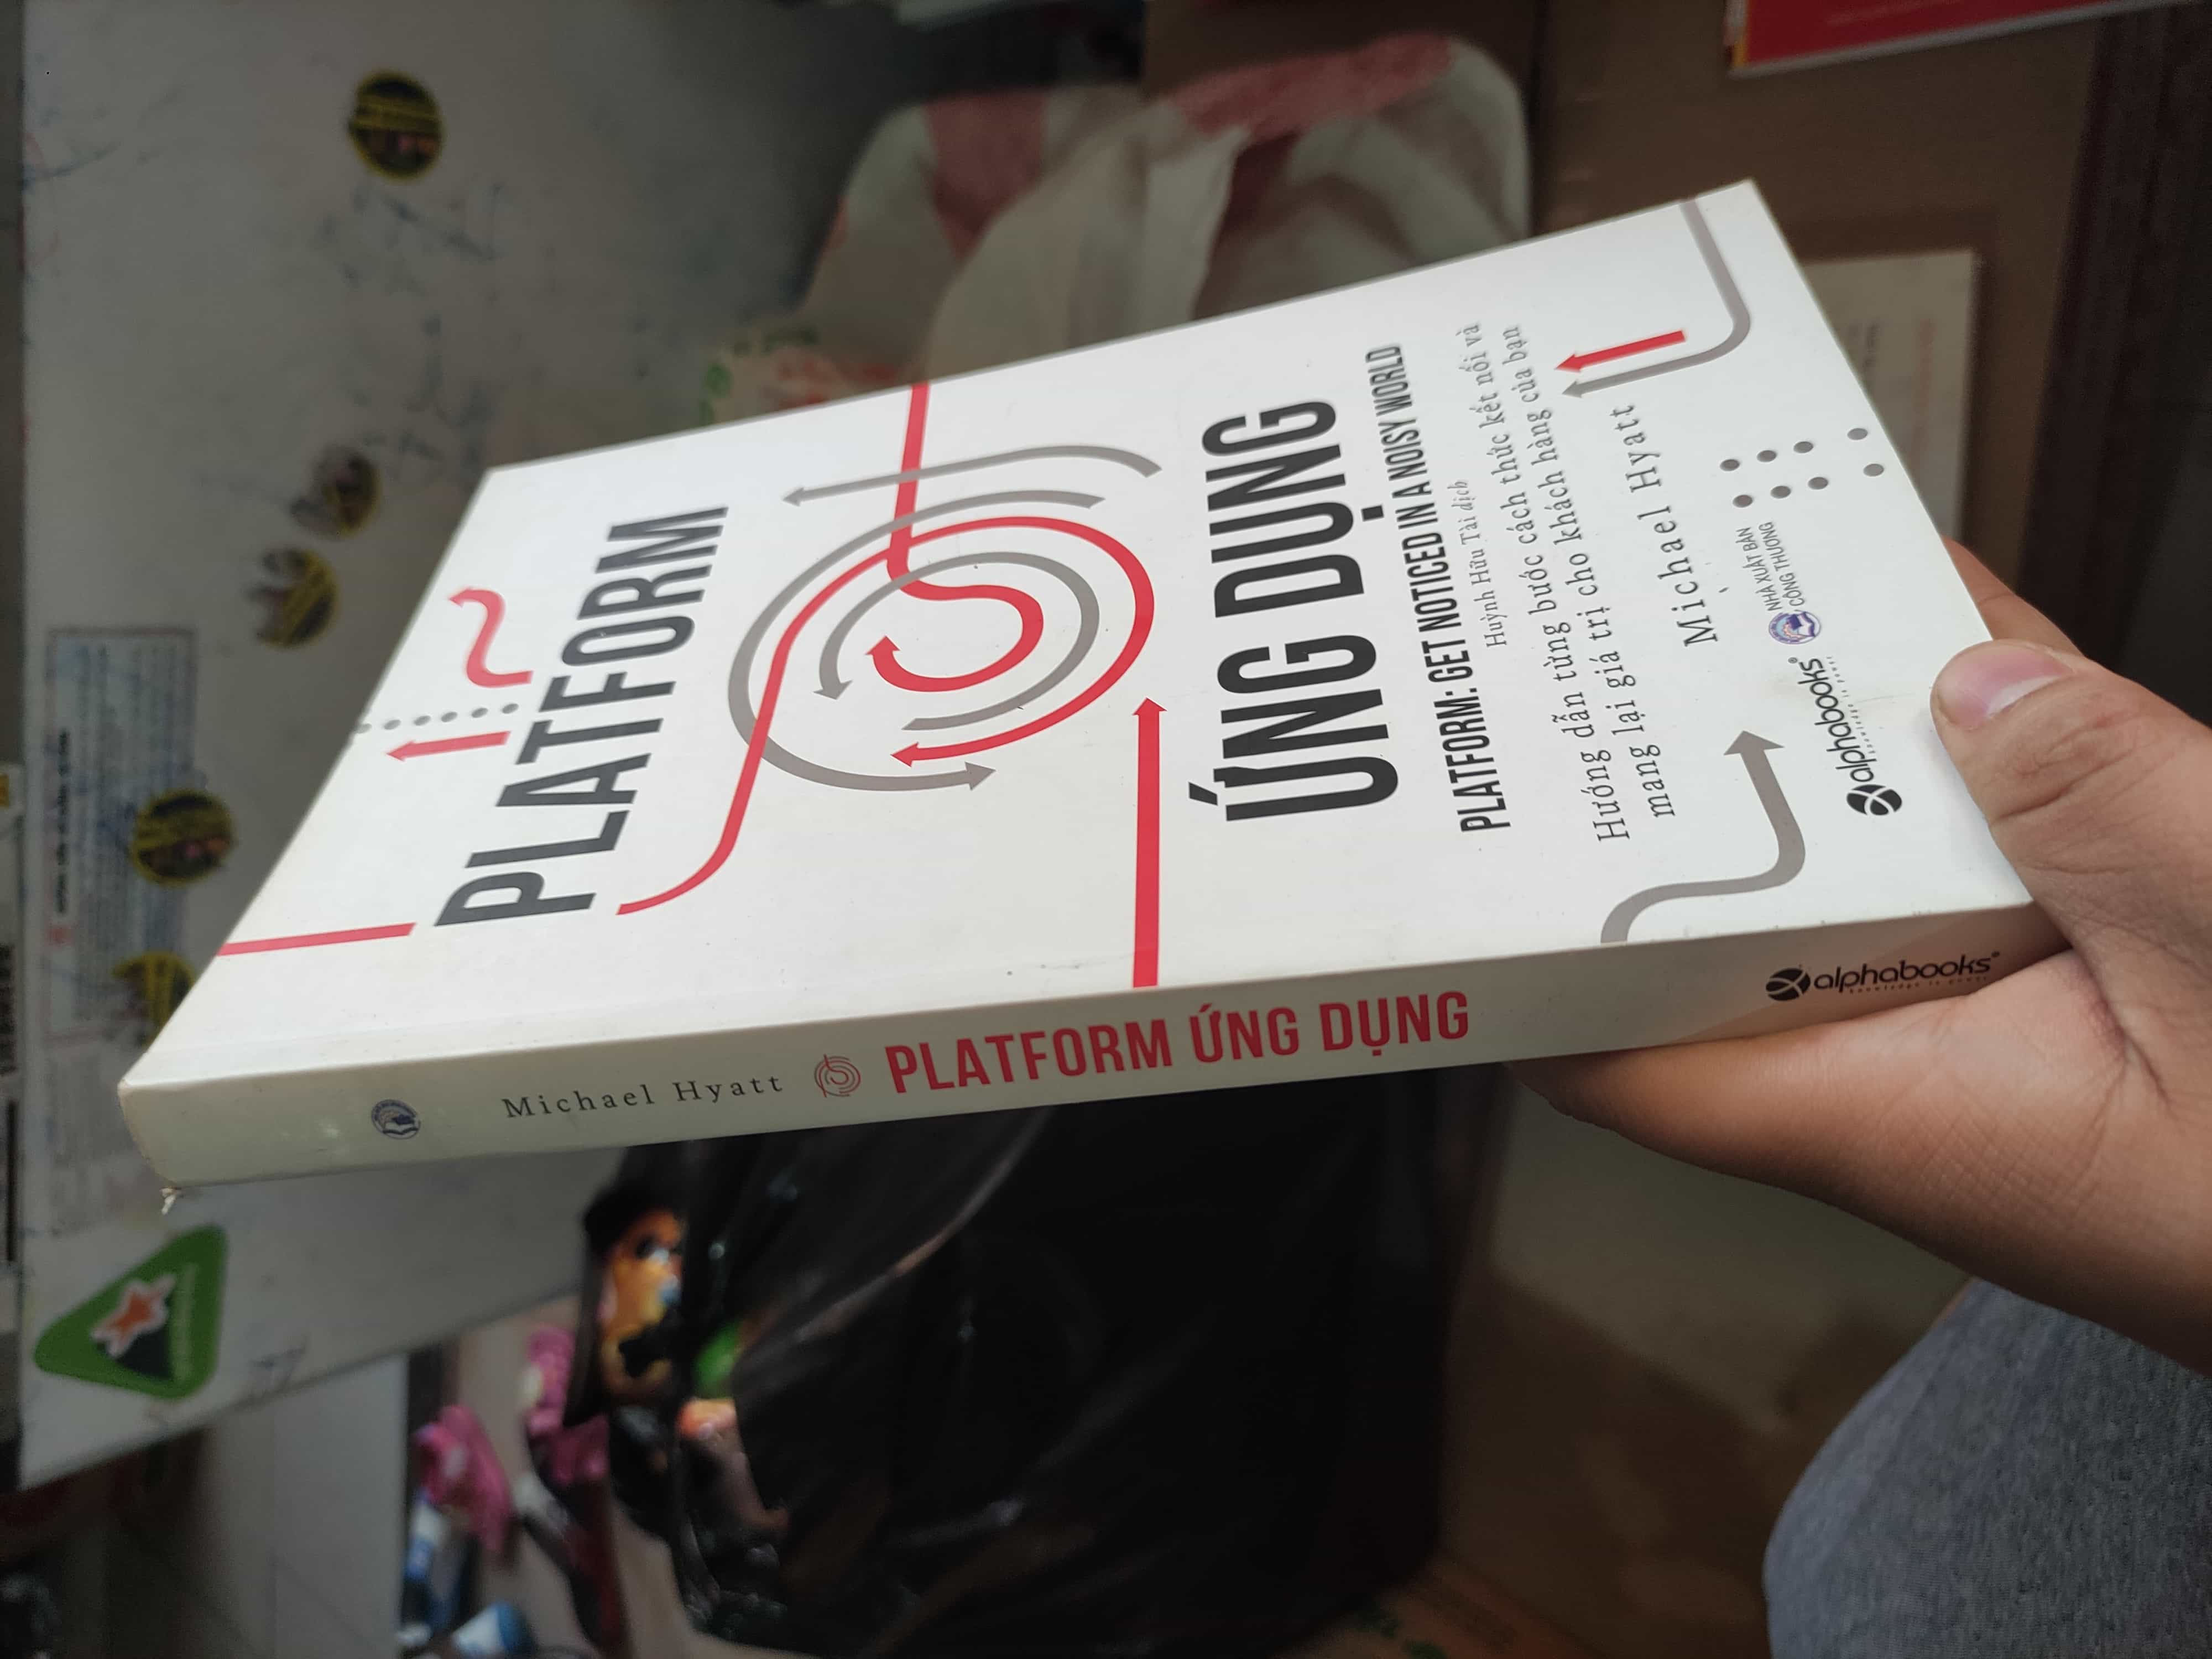 PLATFORM
ỨNG DỤNG
PLATFORM: GET NOTICED IN A NOISY WORLD
Huỳnh Hữu Tài dịch
Hướng dẫn từng bước cách thức kết nối và
mang lại giá trị cho khách hàng của bạn
Michael Hyatt
alphabooks®
NHÀ XUẤT BẢN
CÔNG THƯƠNG
Michael Hyatt PLATFORM ỨNG DỤNG alphabooks®